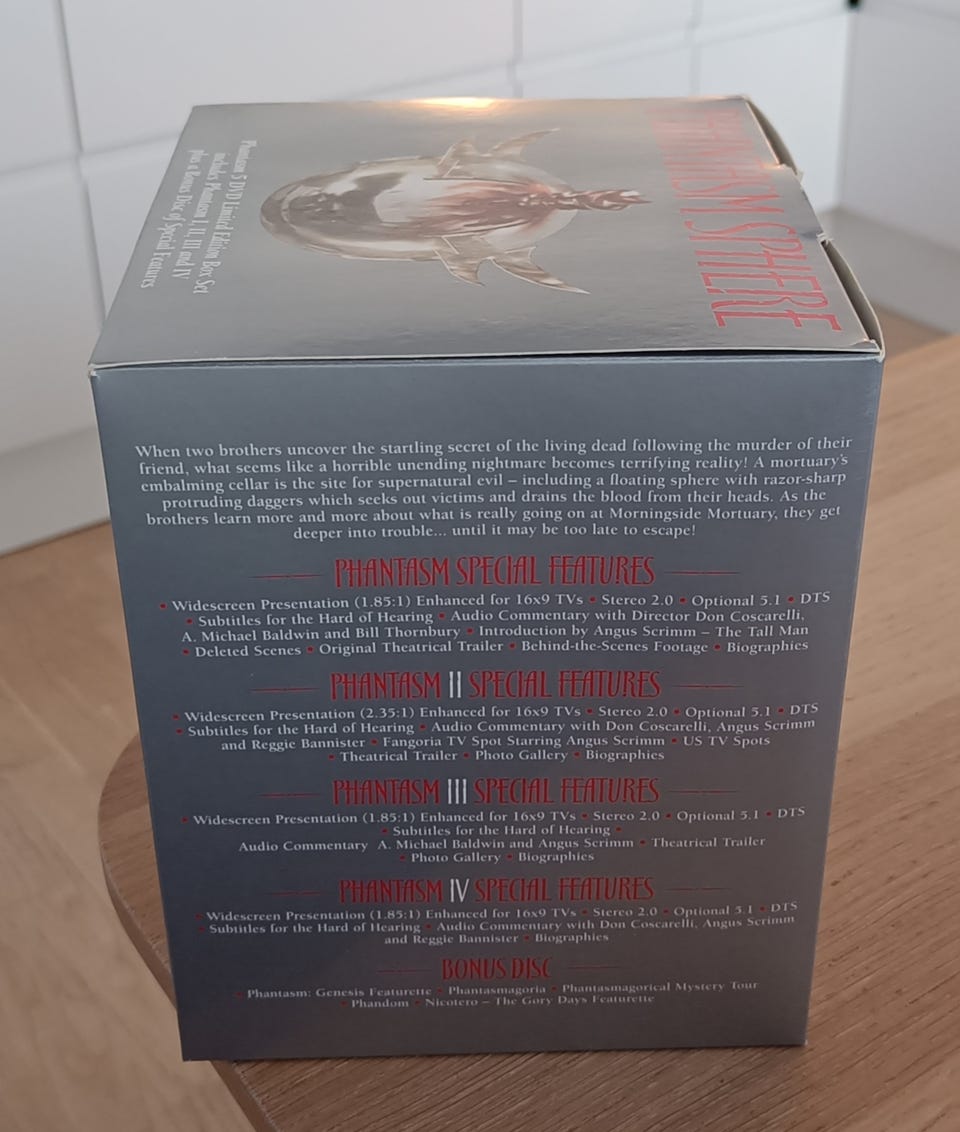 PHANTASM SPHERE
Phantasm 5 DVD Limited Edition Box Set
includes Phantasm I, II, III and IV
plus a Bonus Disc of Special Features
When two brothers uncover the startling secret of the living dead following the murder of their
friend, what seems like a horrible unending nightmare becomes terrifying reality! A mortuary's
embalming cellar is the site for supernatural evil – including a floating sphere with razor-sharp
protruding daggers which seeks out victims and drains the blood from their heads. As the
brothers learn more and more about what is really going on at Morningside Mortuary, they get
deeper into trouble... until it may be too late to escape!
PHANTASM SPECIAL FEATURES
• Widescreen Presentation (1.85:1) Enhanced for 16x9 TVs • Stereo 2.0 • Optional 5.1 • DTS
• Subtitles for the Hard of Hearing • Audio Commentary with Director Don Coscarelli,
A. Michael Baldwin and Bill Thornbury • Introduction by Angus Scrimm – The Tall Man
• Deleted Scenes • Original Theatrical Trailer • Behind-the-Scenes Footage • Biographies
PHANTASM II SPECIAL FEATURES
• Widescreen Presentation (2.35:1) Enhanced for 16x9 TVs • Stereo 2.0 • Optional 5.1 • DTS
• Subtitles for the Hard of Hearing • Audio Commentary with Don Coscarelli, Angus Scrimm
and Reggie Bannister • Fangoria TV Spot Starring Angus Scrimm • US TV Spots
• Theatrical Trailer • Photo Gallery • Biographies
PHANTASM III SPECIAL FEATURES
• Widescreen Presentation (1.85:1) Enhanced for 16x9 TVs • Stereo 2.0 • Optional 5.1 • DTS
• Subtitles for the Hard of Hearing •
Audio Commentary A. Michael Baldwin and Angus Scrimm • Theatrical Trailer
• Photo Gallery • Biographies
PHANTASM IV SPECIAL FEATURES
• Widescreen Presentation (1.85:1) Enhanced for 16x9 TVs • Stereo 2.0 • Optional 5.1 • DTS
• Subtitles for the Hard of Hearing • Audio Commentary with Don Coscarelli, Angus Scrimm
and Reggie Bannister • Biographies
BONUS DISC
• Phantasm: Genesis Featurette • Phantasmagoria • Phantasmagorical Mystery Tour
• Phandom • Nicotero – The Gory Days Featurette